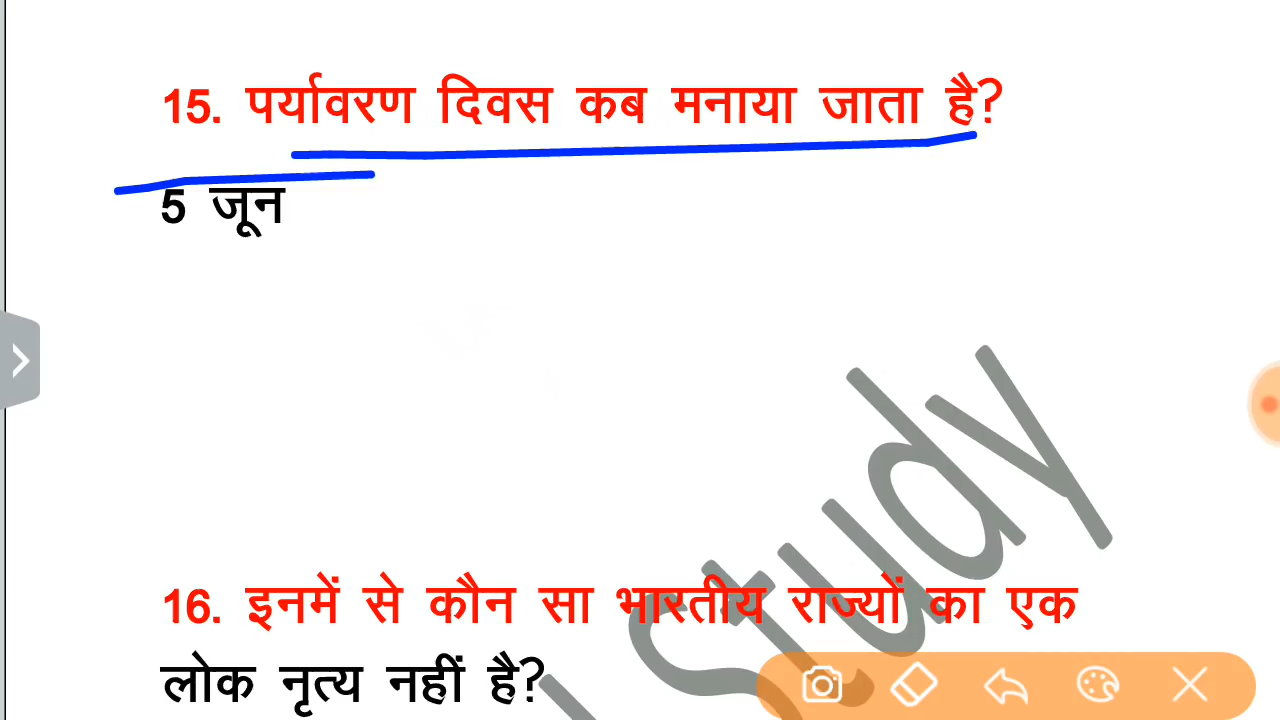 15. पर्यावरण दिवस कब मनाया जाता है?
5 जून
16. इनमें से कौन सा भारतीय राज्यों का एक
लोक नृत्य नहीं है?
Study